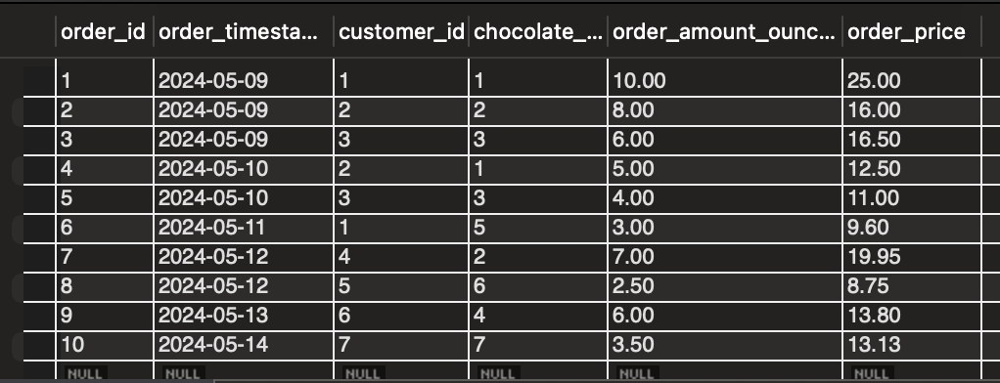 order_id order_timesta... customer_id chocolate_... order_amount_ounc... order_price
1 2024-05-09 1 1 10.00 25.00
2 2024-05-09 2 2 8.00 16.00
3 2024-05-09 3 3 6.00 16.50
4 2024-05-10 2 1 5.00 12.50
5 2024-05-10 3 3 4.00 11.00
6 2024-05-11 1 5 3.00 9.60
7 2024-05-12 4 2 7.00 19.95
8 2024-05-12 5 6 2.50 8.75
9 2024-05-13 6 4 6.00 13.80
10 2024-05-14 7 7 3.50 13.13
NULL NULL NULL NULL NULL NULL